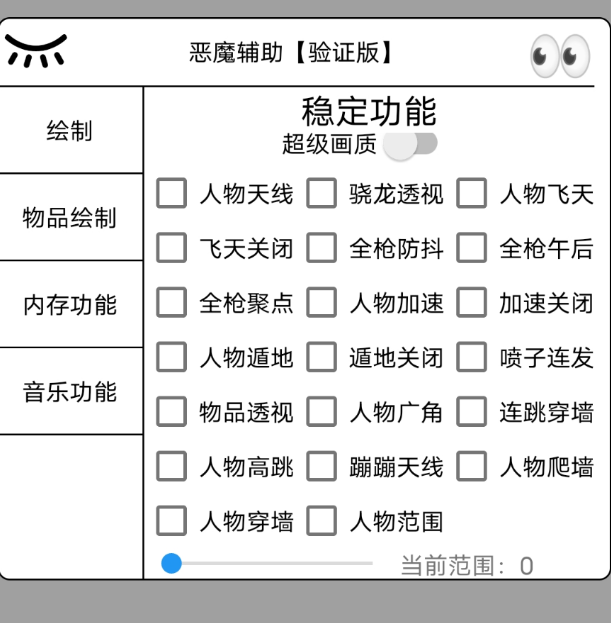 恶魔辅助【验证版】
绘制
物品绘制
内存功能
音乐功能
稳定功能
超级画质
人物天线 骁龙透视 人物飞天
飞天关闭 全枪防抖 全枪午后
全枪聚点 人物加速 加速关闭
人物遁地 遁地关闭 喷子连发
物品透视 人物广角 连跳穿墙
人物高跳 蹦蹦天线 人物爬墙
人物穿墙 人物范围
当前范围：0